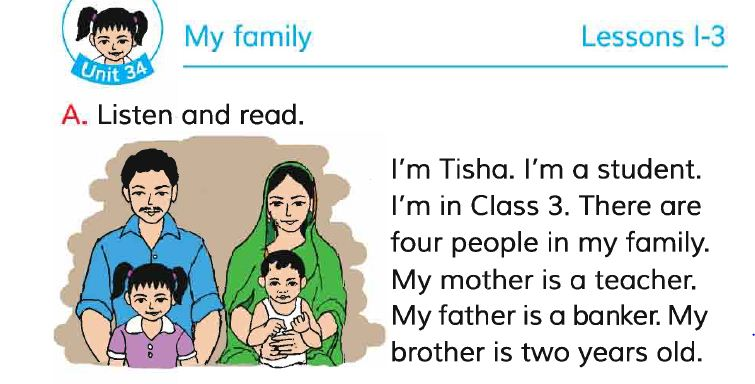 Unit 34
My family
Lessons 1-3
A. Listen and read.
I'm Tisha. I'm a student.
I'm in Class 3. There are
four people in my family.
My mother is a teacher.
My father is a banker. My
brother is two years old.